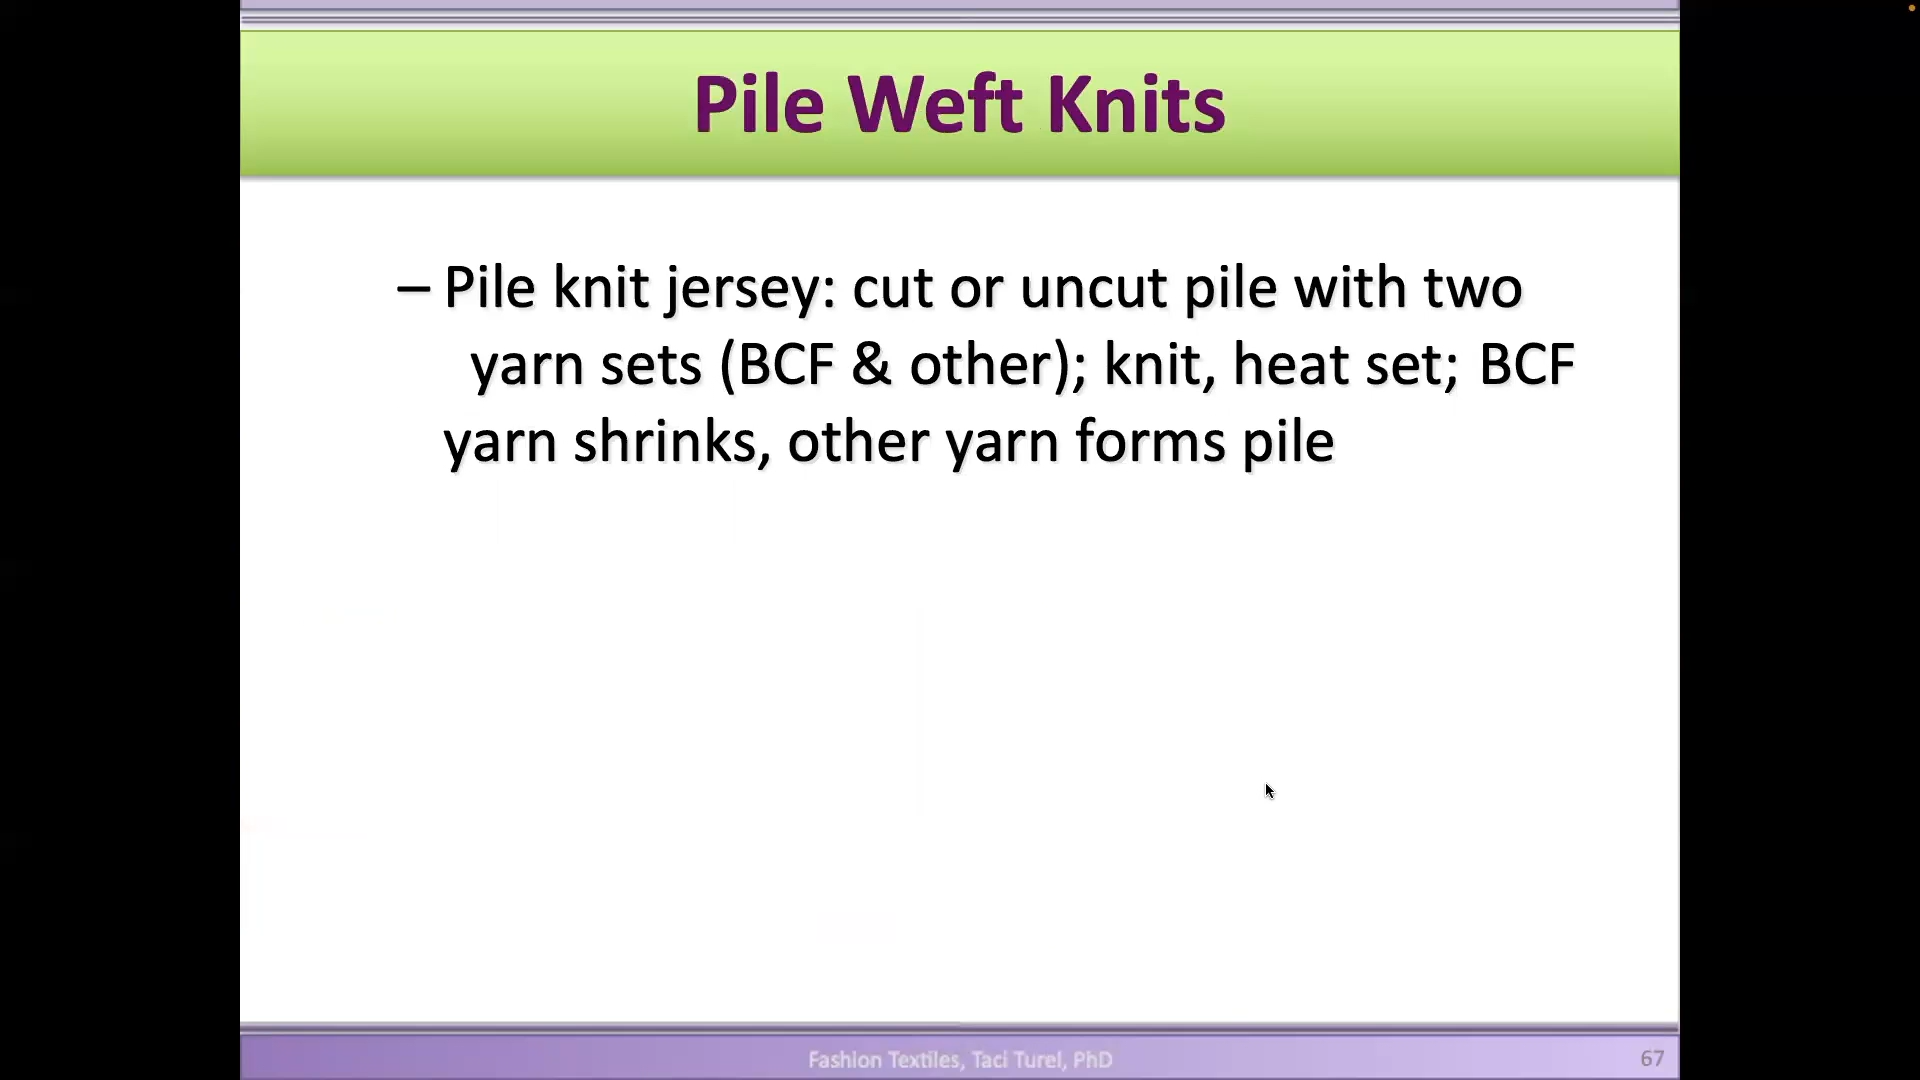 Pile Weft Knits
– Pile knit jersey: cut or uncut pile with two
yarn sets (BCF & other); knit, heat set; BCF
yarn shrinks, other yarn forms pile
Fashion Textiles, Taci Turel, PhD
67